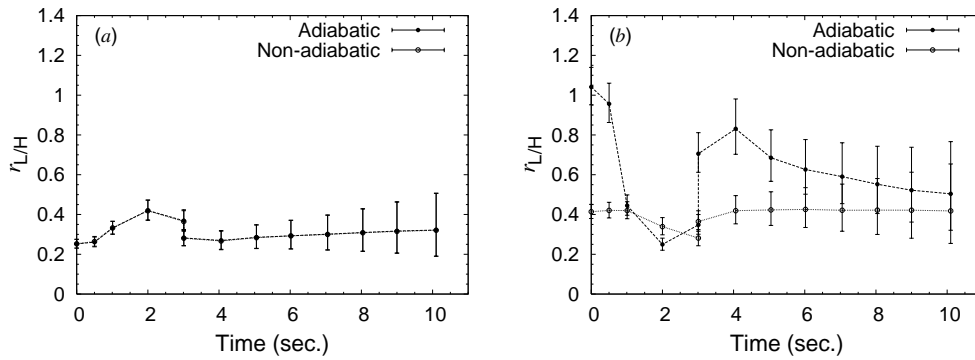 (a)
Adiabatic
Non-adiabatic
1.4
1.2
1
0.8
0.6
0.4
0.2
0
r_L/H
0 2 4 6 8 10
Time (sec.)
(b)
Adiabatic
Non-adiabatic
1.4
1.2
1
0.8
0.6
0.4
0.2
0
r_L/H
0 2 4 6 8 10
Time (sec.)